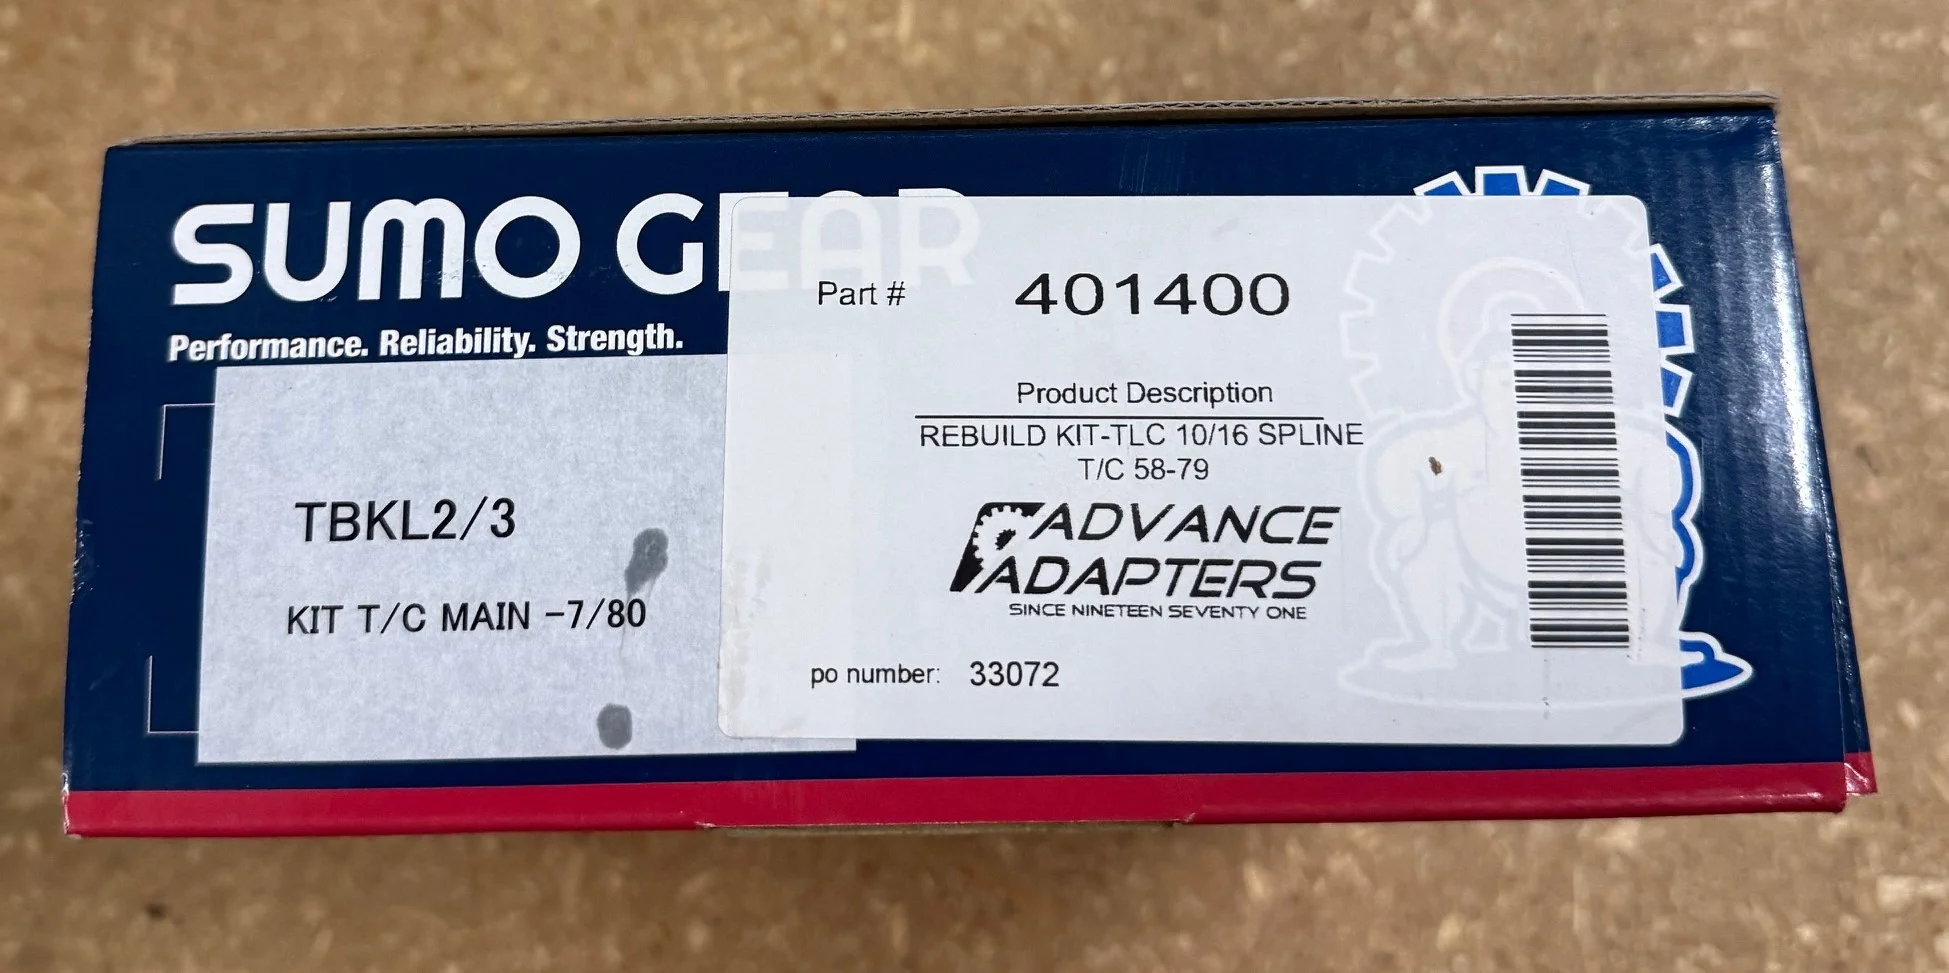 SUMO GEAR
Performance. Reliability. Strength.
TBKL2/3
KIT T/C MAIN -7/80
Part # 401400
Product Description
REBUILD KIT-TLC 10/16 SPLINE
T/C 58-79
ADVANCE
ADAPTERS
SINCE NINETEEN SEVENTY ONE
po number: 33072